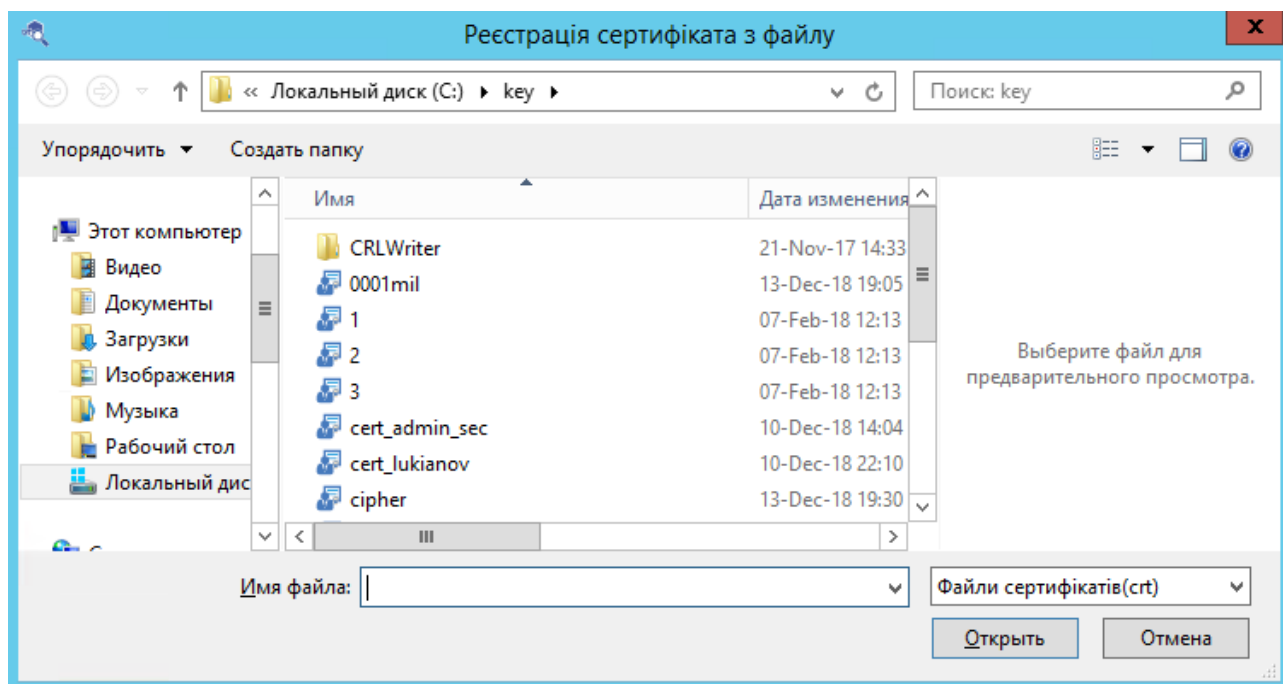 Реєстрація сертифіката з файлу
« Локальный диск (C:) key
Поиск: key
Упорядочить
Создать папку
Этот компьютер
Видео
Документы
Загрузки
Изображения
Музыка
Рабочий стол
Локальный дис
Имя
Дата изменения
CRLWriter
21-Nov-17 14:33
0001mil
13-Dec-18 19:05
1
07-Feb-18 12:13
2
07-Feb-18 12:13
3
07-Feb-18 12:13
cert_admin_sec
10-Dec-18 14:04
cert_lukianov
10-Dec-18 22:10
cipher
13-Dec-18 19:30
Выберите файл для
предварительного просмотра.
Имя файла:
Файли сертифікатів(crt)
Открыть
Отмена